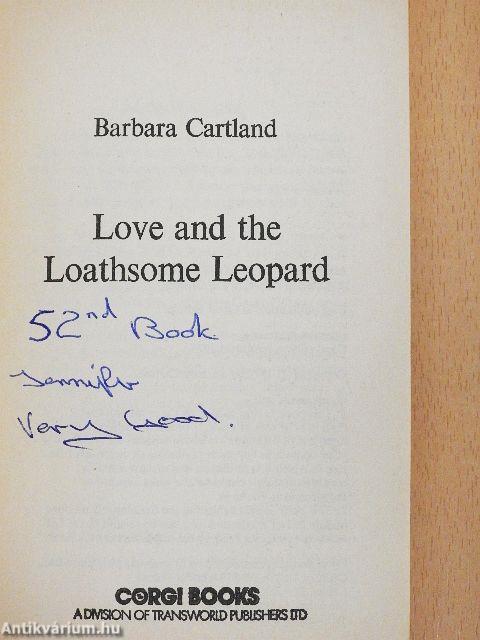 Barbara Cartland
Love and the
Loathsome Leopard
52nd Book
Jennifer
Very Good.
CORGI BOOKS
A DIVISION OF TRANSWORLD PUBLISHERS LTD
Antikvárium.hu